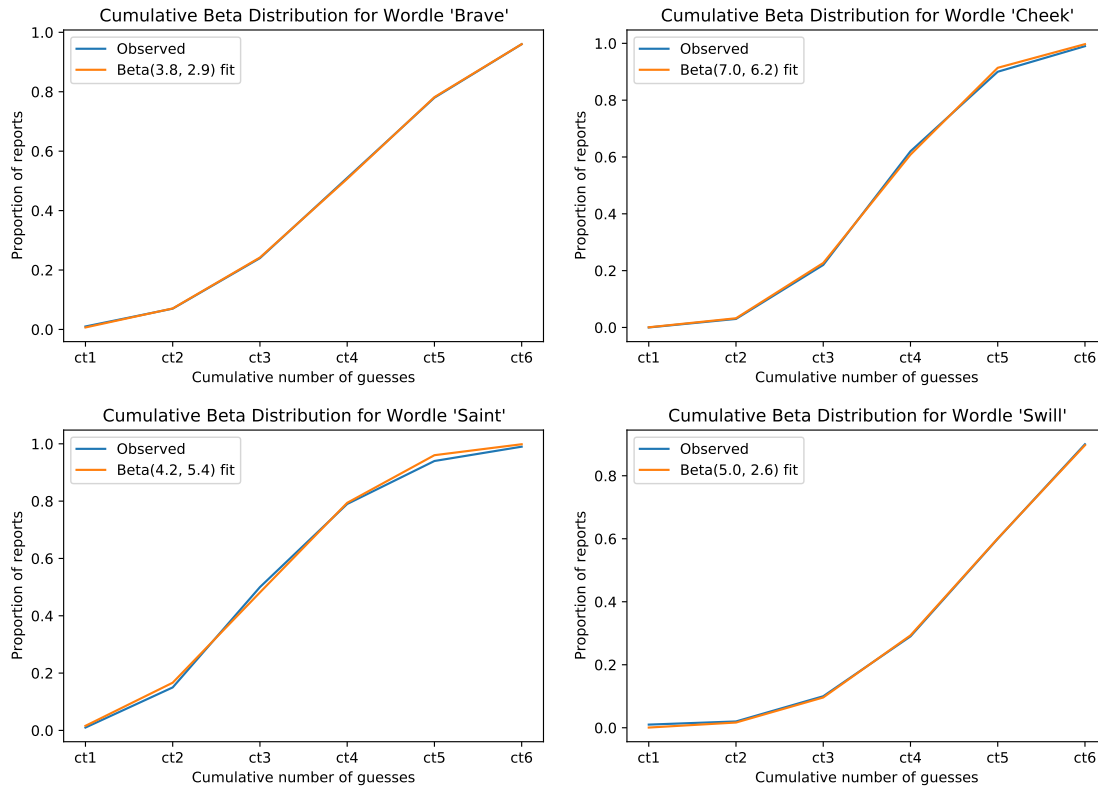 Cumulative Beta Distribution for Wordle 'Brave'
Observed
Beta(3.8, 2.9) fit
1.0
0.8
0.6
0.4
0.2
0.0
Proportion of reports
ct1 ct2 ct3 ct4 ct5 ct6
Cumulative number of guesses
Cumulative Beta Distribution for Wordle 'Cheek'
Observed
Beta(7.0, 6.2) fit
1.0
0.8
0.6
0.4
0.2
0.0
Proportion of reports
ct1 ct2 ct3 ct4 ct5 ct6
Cumulative number of guesses
Cumulative Beta Distribution for Wordle 'Saint'
Observed
Beta(4.2, 5.4) fit
1.0
0.8
0.6
0.4
0.2
0.0
Proportion of reports
ct1 ct2 ct3 ct4 ct5 ct6
Cumulative number of guesses
Cumulative Beta Distribution for Wordle 'Swill'
Observed
Beta(5.0, 2.6) fit
0.8
0.6
0.4
0.2
0.0
Proportion of reports
ct1 ct2 ct3 ct4 ct5 ct6
Cumulative number of guesses